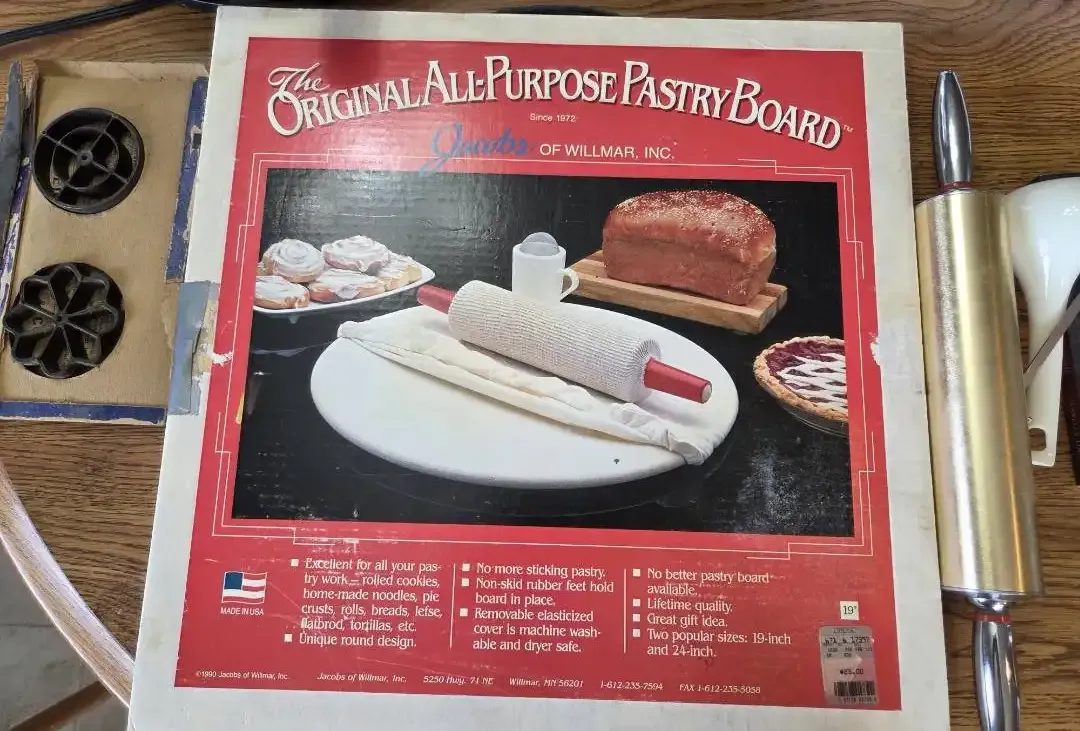 The
ORIGINAL ALL-PURPOSE PASTRY BOARD™
Since 1972
Jacobs OF WILLMAR, INC.
MADE IN USA
■ Excellent for all your pas-
try work – rolled cookies,
home-made noodles, pie
crusts, rolls, breads, lefse,
flatbrod, tortillas, etc.
■ Unique round design.
■ No more sticking pastry.
■ Non-skid rubber feet hold
board in place.
■ Removable elasticized
cover is machine wash-
able and dryer safe.
■ No better pastry board
available.
■ Lifetime quality.
■ Great gift idea.
■ Two popular sizes: 19-inch
and 24-inch.
19"
©1990 Jacobs of Willmar, Inc.
Jacobs of Willmar, Inc. 5250 Hwy. 71 NE Willmar, MN 56201 1-612-235-7594 FAX 1-612-235-5058